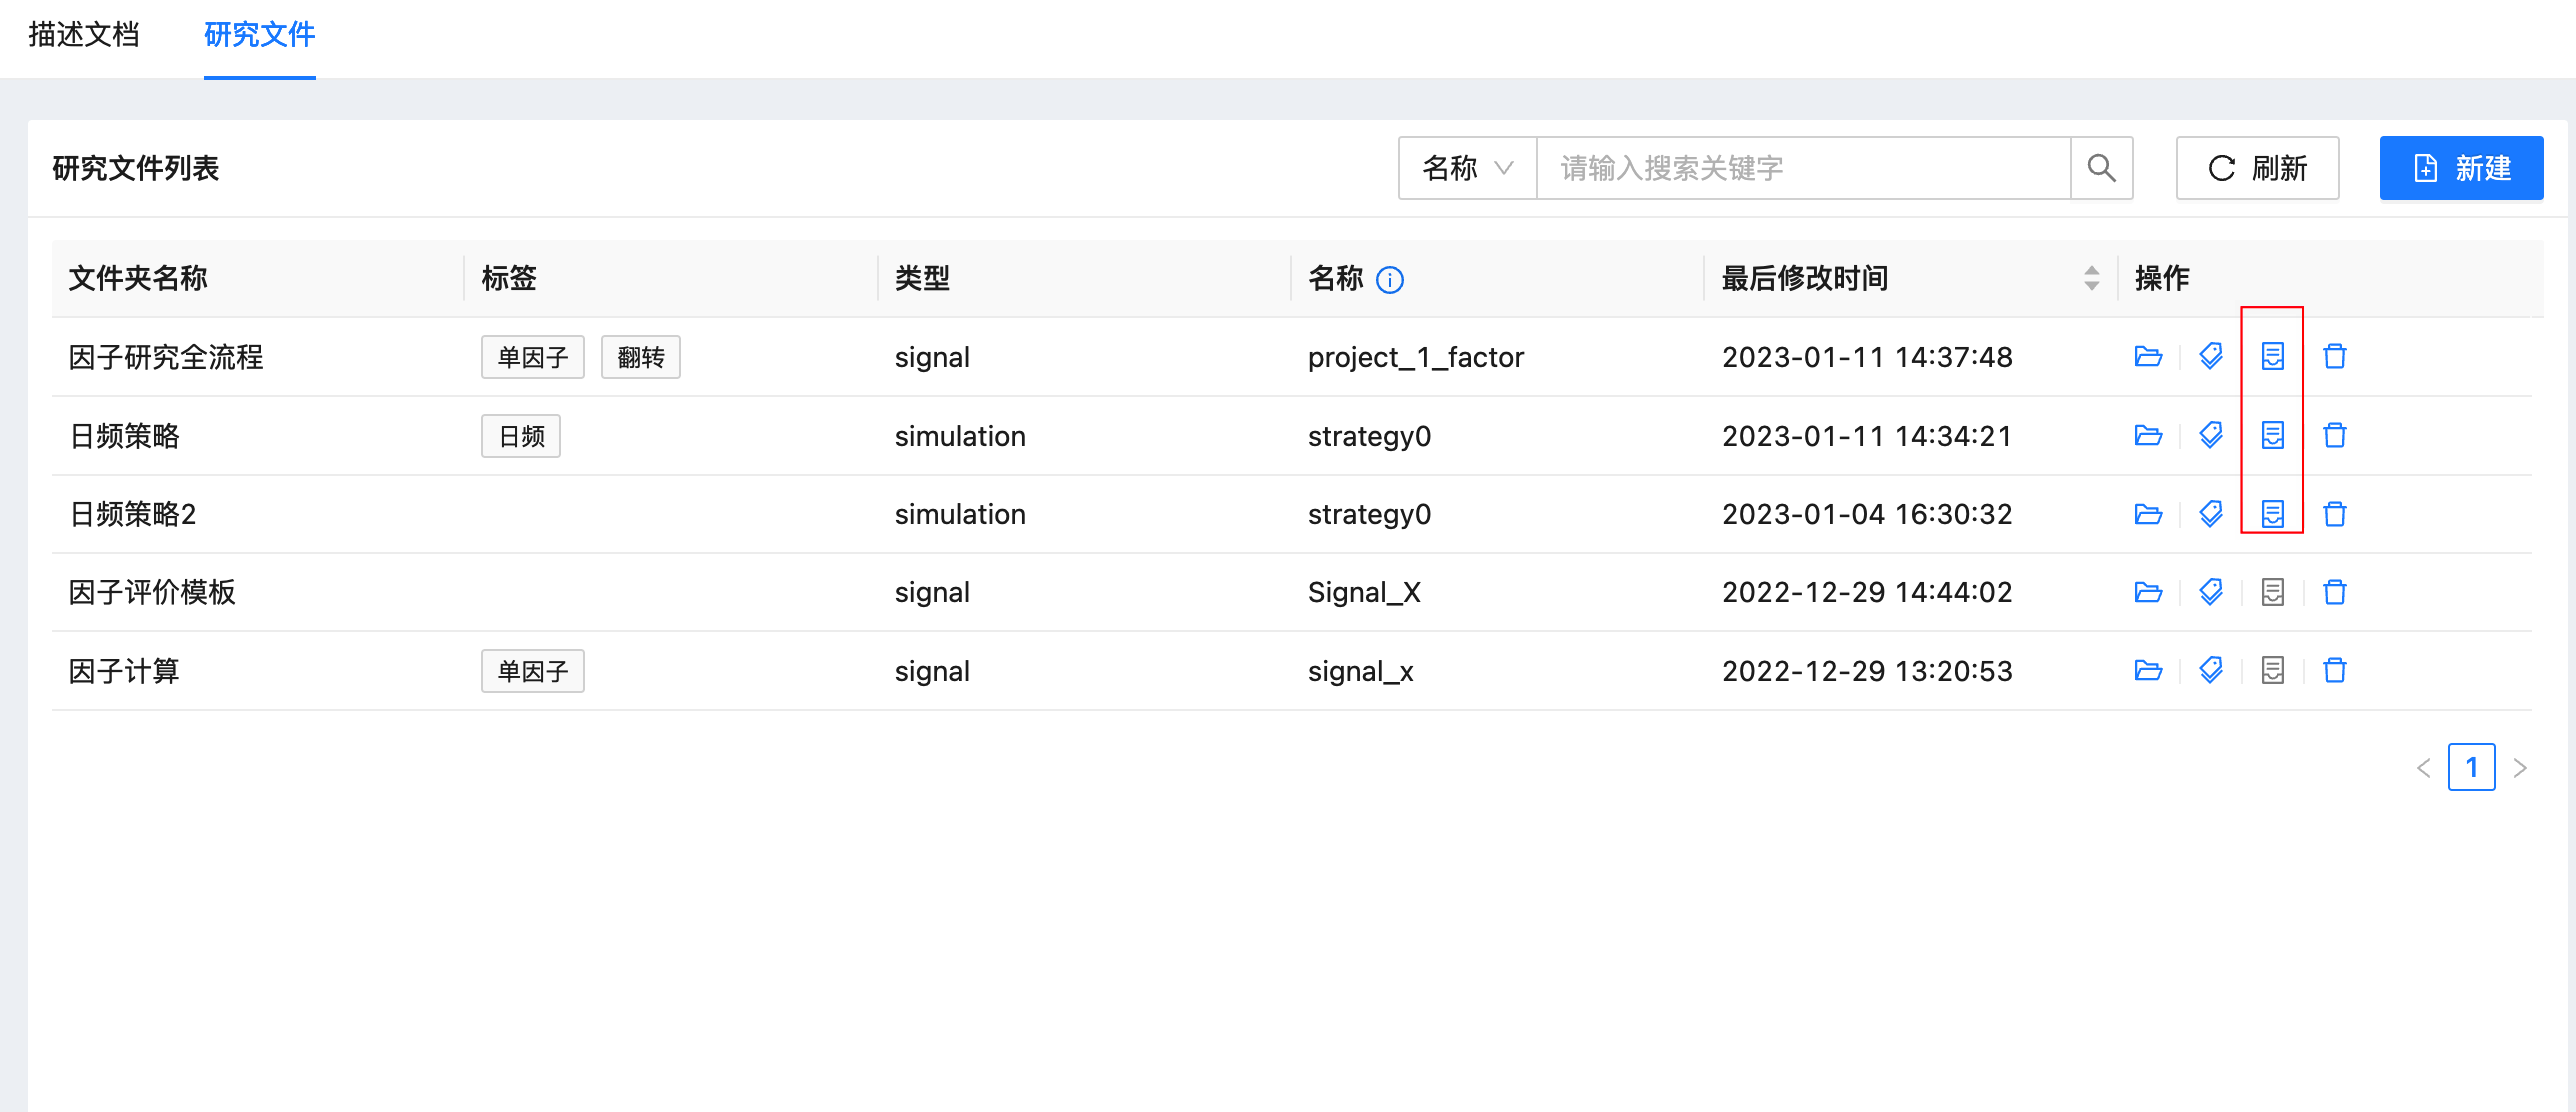 描述文档 研究文件
研究文件列表 名称 请输入搜索关键字 刷新 新建
文件夹名称 标签 类型 名称 最后修改时间 操作
因子研究全流程 单因子 翻转 signal project_1_factor 2023-01-11 14:37:48
日频策略 日频 simulation strategy0 2023-01-11 14:34:21
日频策略2 simulation strategy0 2023-01-04 16:30:32
因子评价模板 signal Signal_X 2022-12-29 14:44:02
因子计算 单因子 signal signal_x 2022-12-29 13:20:53
1